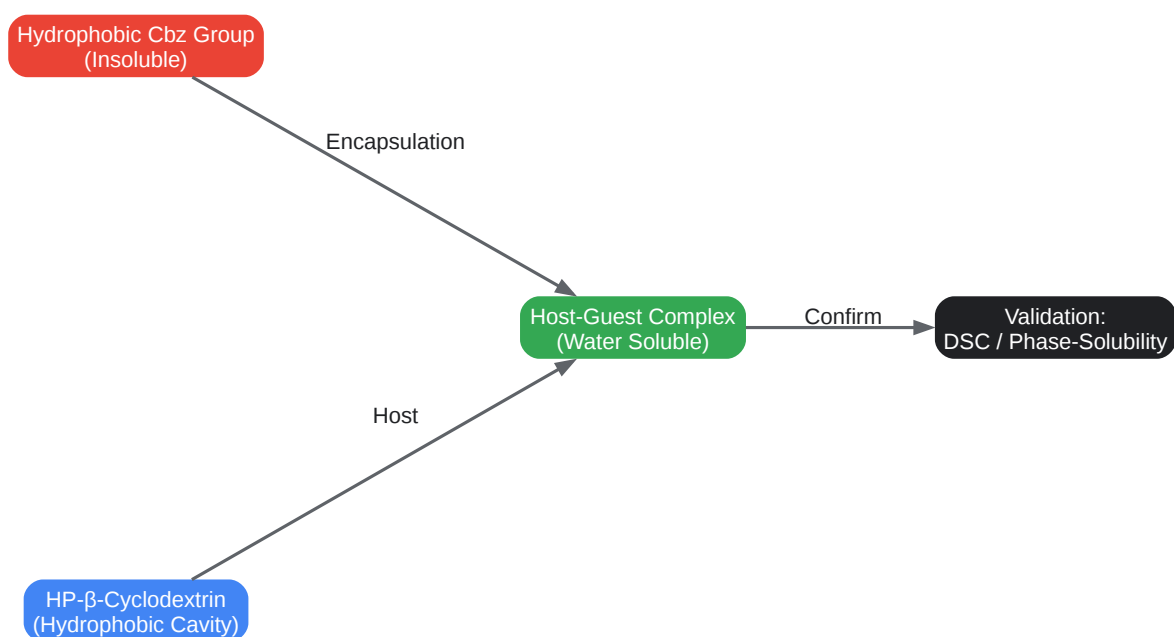 Hydrophobic Cbz Group
(Insoluble)
Encapsulation
Host-Guest Complex
(Water Soluble)
Confirm
Validation:
DSC / Phase-Solubility
Host
HP-β-Cyclodextrin
(Hydrophobic Cavity)